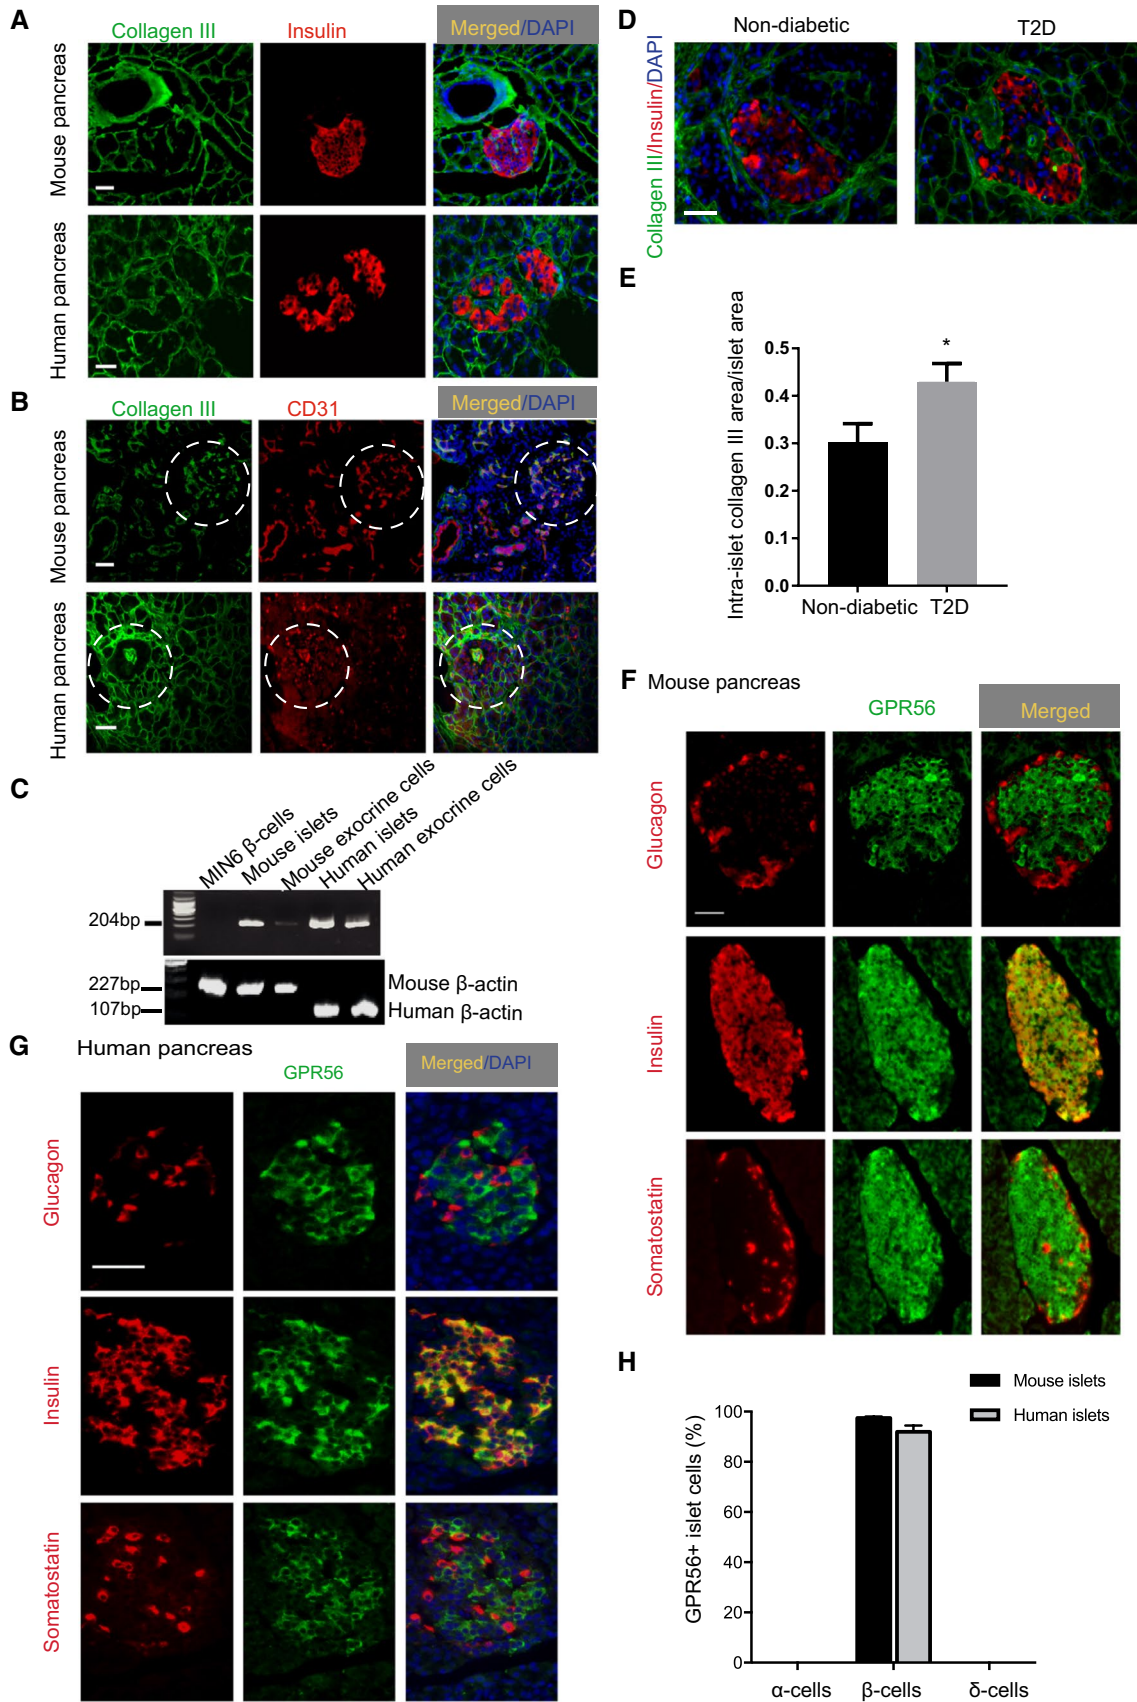 A
Collagen III
Insulin
Merged/DAPI
Mouse pancreas
Human pancreas
B
Collagen III
CD31
Merged/DAPI
Mouse pancreas
Human pancreas
C
MIN6 β-cells
Mouse islets
Mouse exocrine cells
Human islets
Human exocrine cells
204bp
227bp
107bp
Mouse β-actin
Human β-actin
D
Non-diabetic
T2D
Collagen III/Insulin/DAPI
E
Intra-islet collagen III area/islet area
0.5
0.4
0.3
0.2
0.1
0.0
*
Non-diabetic
T2D
F Mouse pancreas
GPR56
Merged
Glucagon
Insulin
Somatostatin
G Human pancreas
GPR56
Merged/DAPI
Glucagon
Insulin
Somatostatin
H
Mouse islets
Human islets
GPR56+ islet cells (%)
100
80
60
40
20
0
α-cells
β-cells
δ-cells